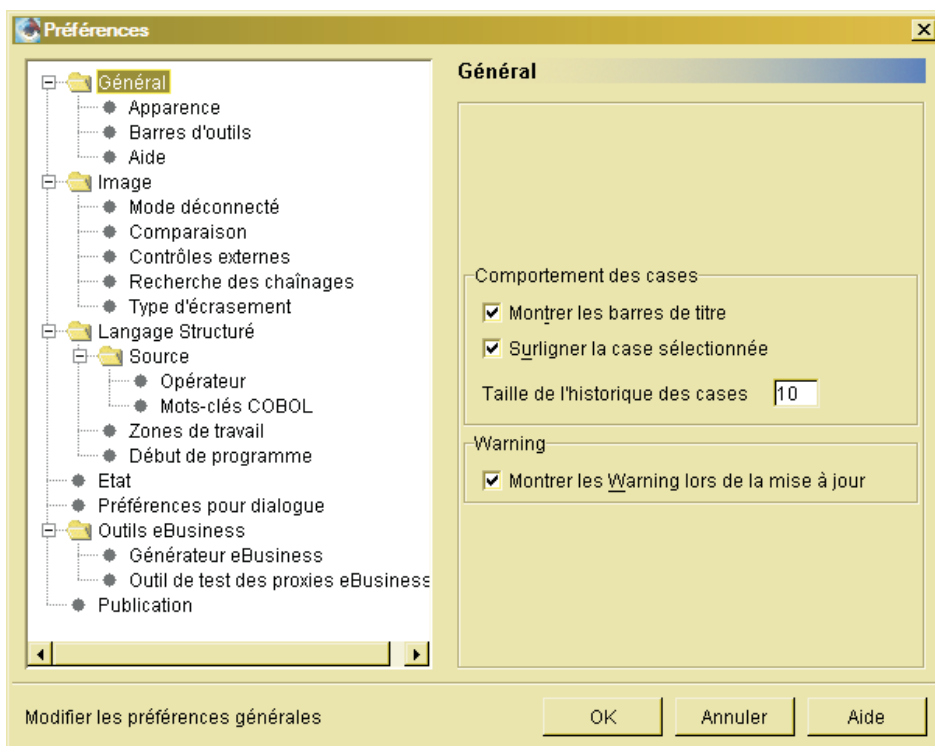 Préférences
Général
Apparence
Barres d'outils
Aide
Image
Mode déconnecté
Comparaison
Contrôles externes
Recherche des chaînages
Type d'écrasement
Langage Structuré
Source
Opérateur
Mots-clés COBOL
Zones de travail
Début de programme
Etat
Préférences pour dialogue
Outils eBusiness
Générateur eBusiness
Outil de test des proxies eBusiness
Publication
Général
Comportement des cases
Montrer les barres de titre
Surligner la case sélectionnée
Taille de l'historique des cases 10
Warning
Montrer les Warning lors de la mise à jour
Modifier les préférences générales
OK
Annuler
Aide